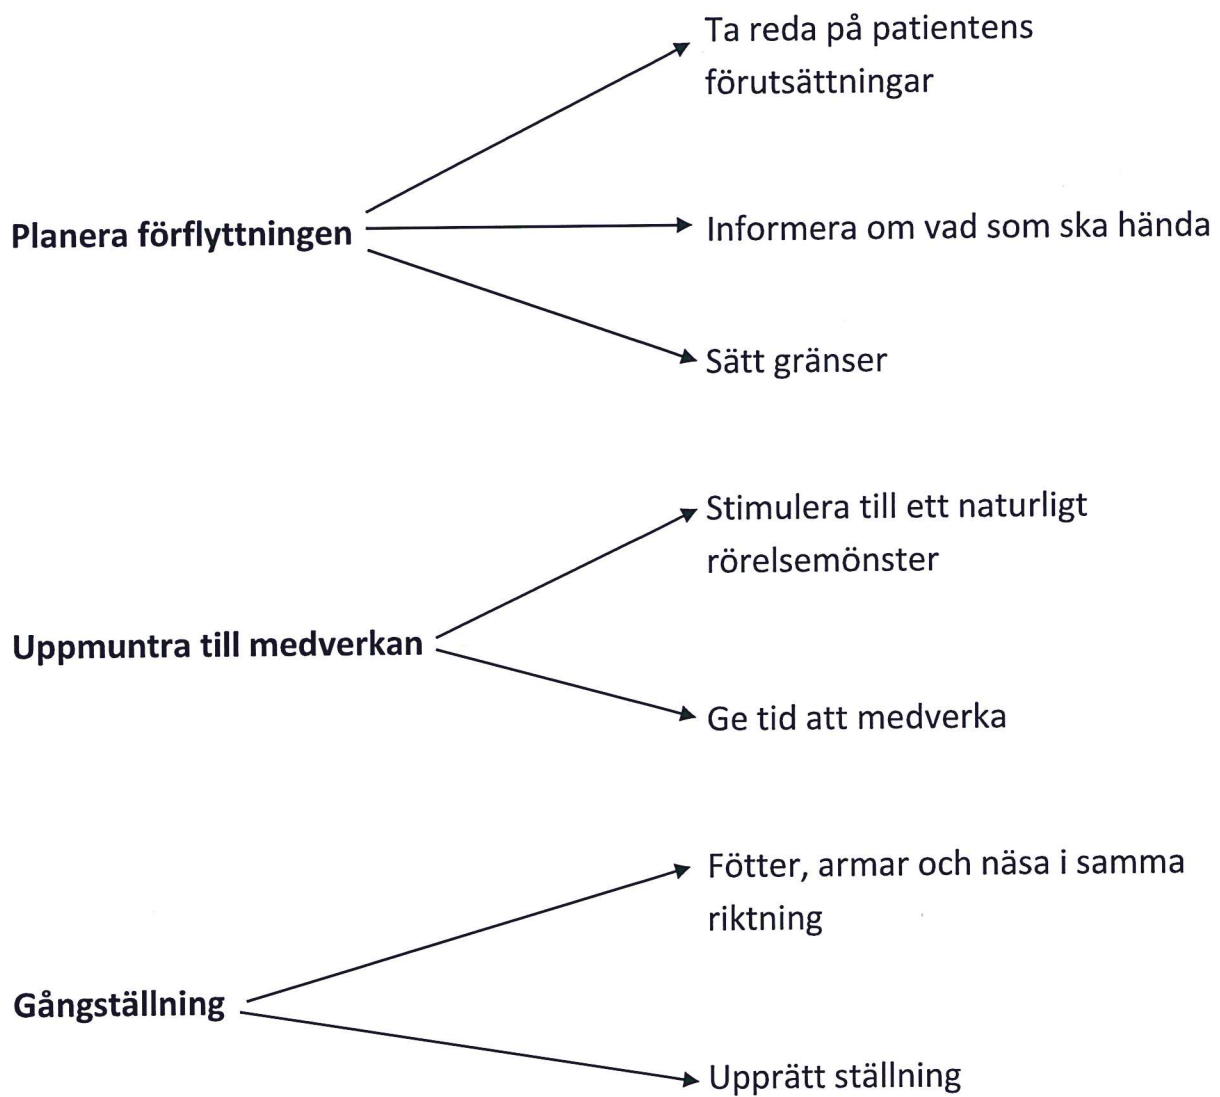 Ta reda på patientens
förutsättningar
Planera förflyttningen
Informera om vad som ska hända
Sätt gränser
Stimulera till ett naturligt
rörelsemönster
Uppmuntra till medverkan
Ge tid att medverka
Fötter, armar och näsa i samma
riktning
Gångställning
Upprätt ställning